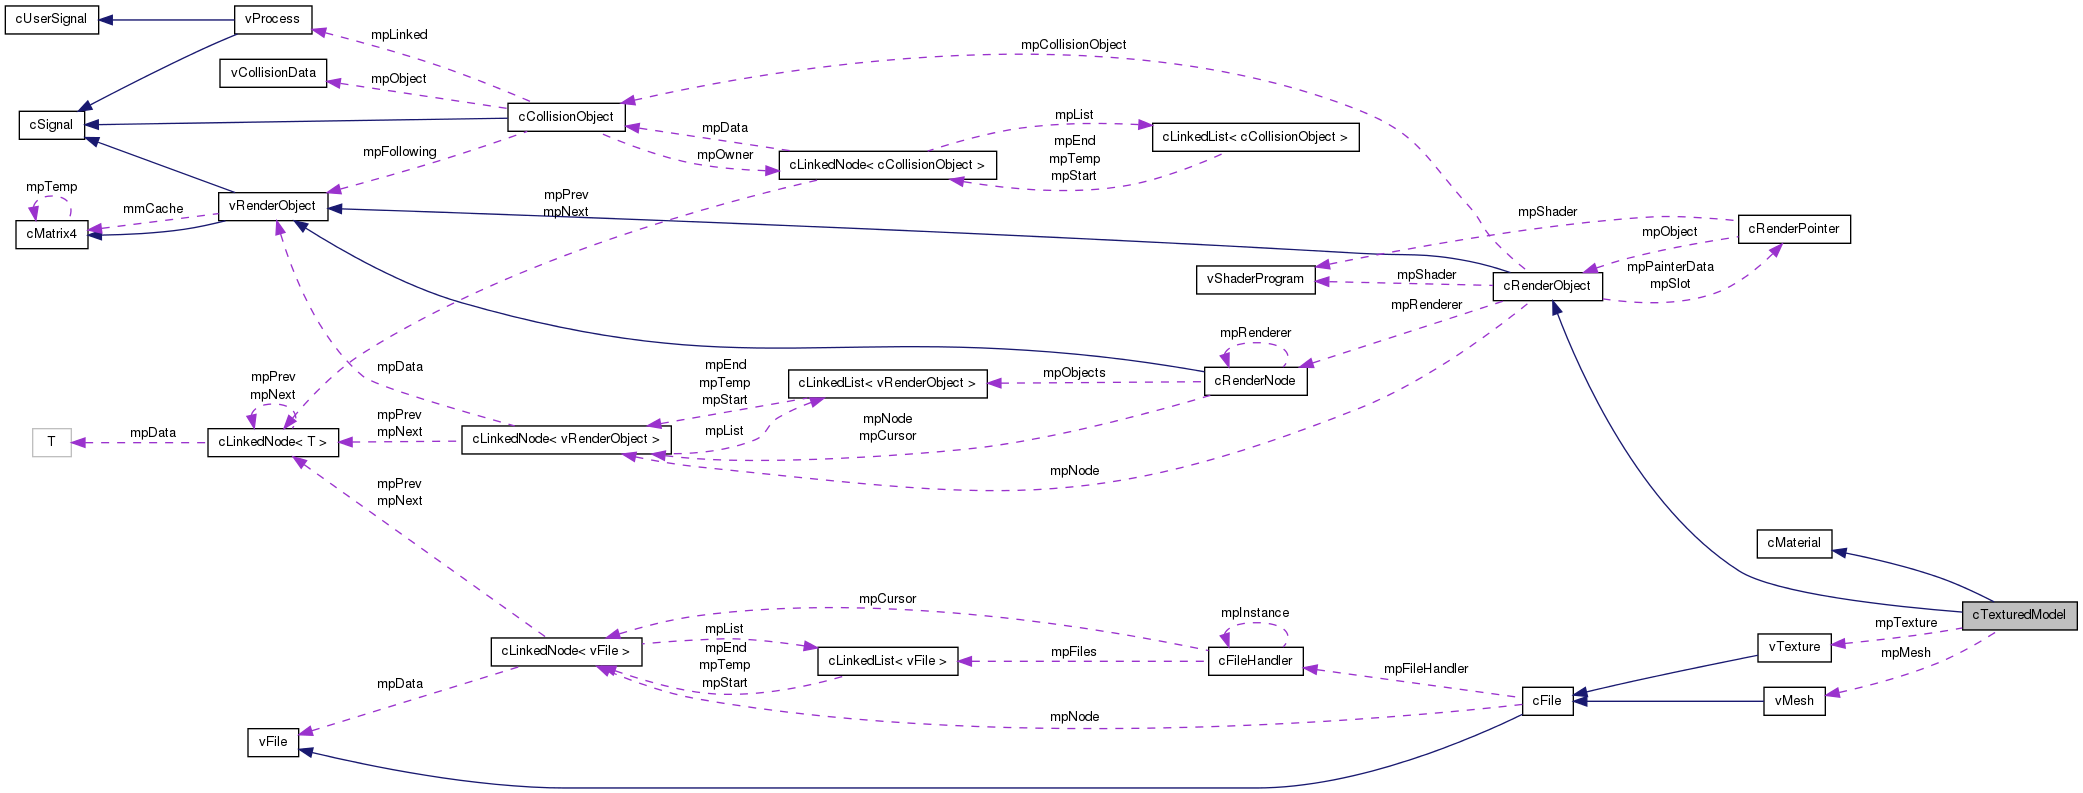 cUserSignal
vProcess
mpLinked
mpCollisionObject
vCollisionData
mpObject
cSignal
cCollisionObject
mpData
mpList
cLinkedList< cCollisionObject >
mpEnd
mpTemp
mpStart
mpFollowing
mpOwner
cLinkedNode< cCollisionObject >
mpTemp
mmCache
vRenderObject
mpPrev
mpNext
cMatrix4
mpShader
cRenderPointer
mpObject
vShaderProgram
mpShader
cRenderObject
mpPainterData
mpSlot
mpRenderer
mpRenderer
mpData
mpEnd
mpTemp
mpStart
cLinkedList< vRenderObject >
mpObjects
cRenderNode
mpPrev
mpNext
mpPrev
mpNext
mpList
mpNode
mpCursor
T
mpData
cLinkedNode< T >
cLinkedNode< vRenderObject >
mpNode
mpPrev
mpNext
cMaterial
mpCursor
cTexturedModel
mpInstance
mpTexture
mpList
mpEnd
mpTemp
mpStart
cLinkedNode< vFile >
cLinkedList< vFile >
mpFiles
cFileHandler
mpFileHandler
vTexture
mpMesh
mpData
mpNode
cFile
vMesh
vFile